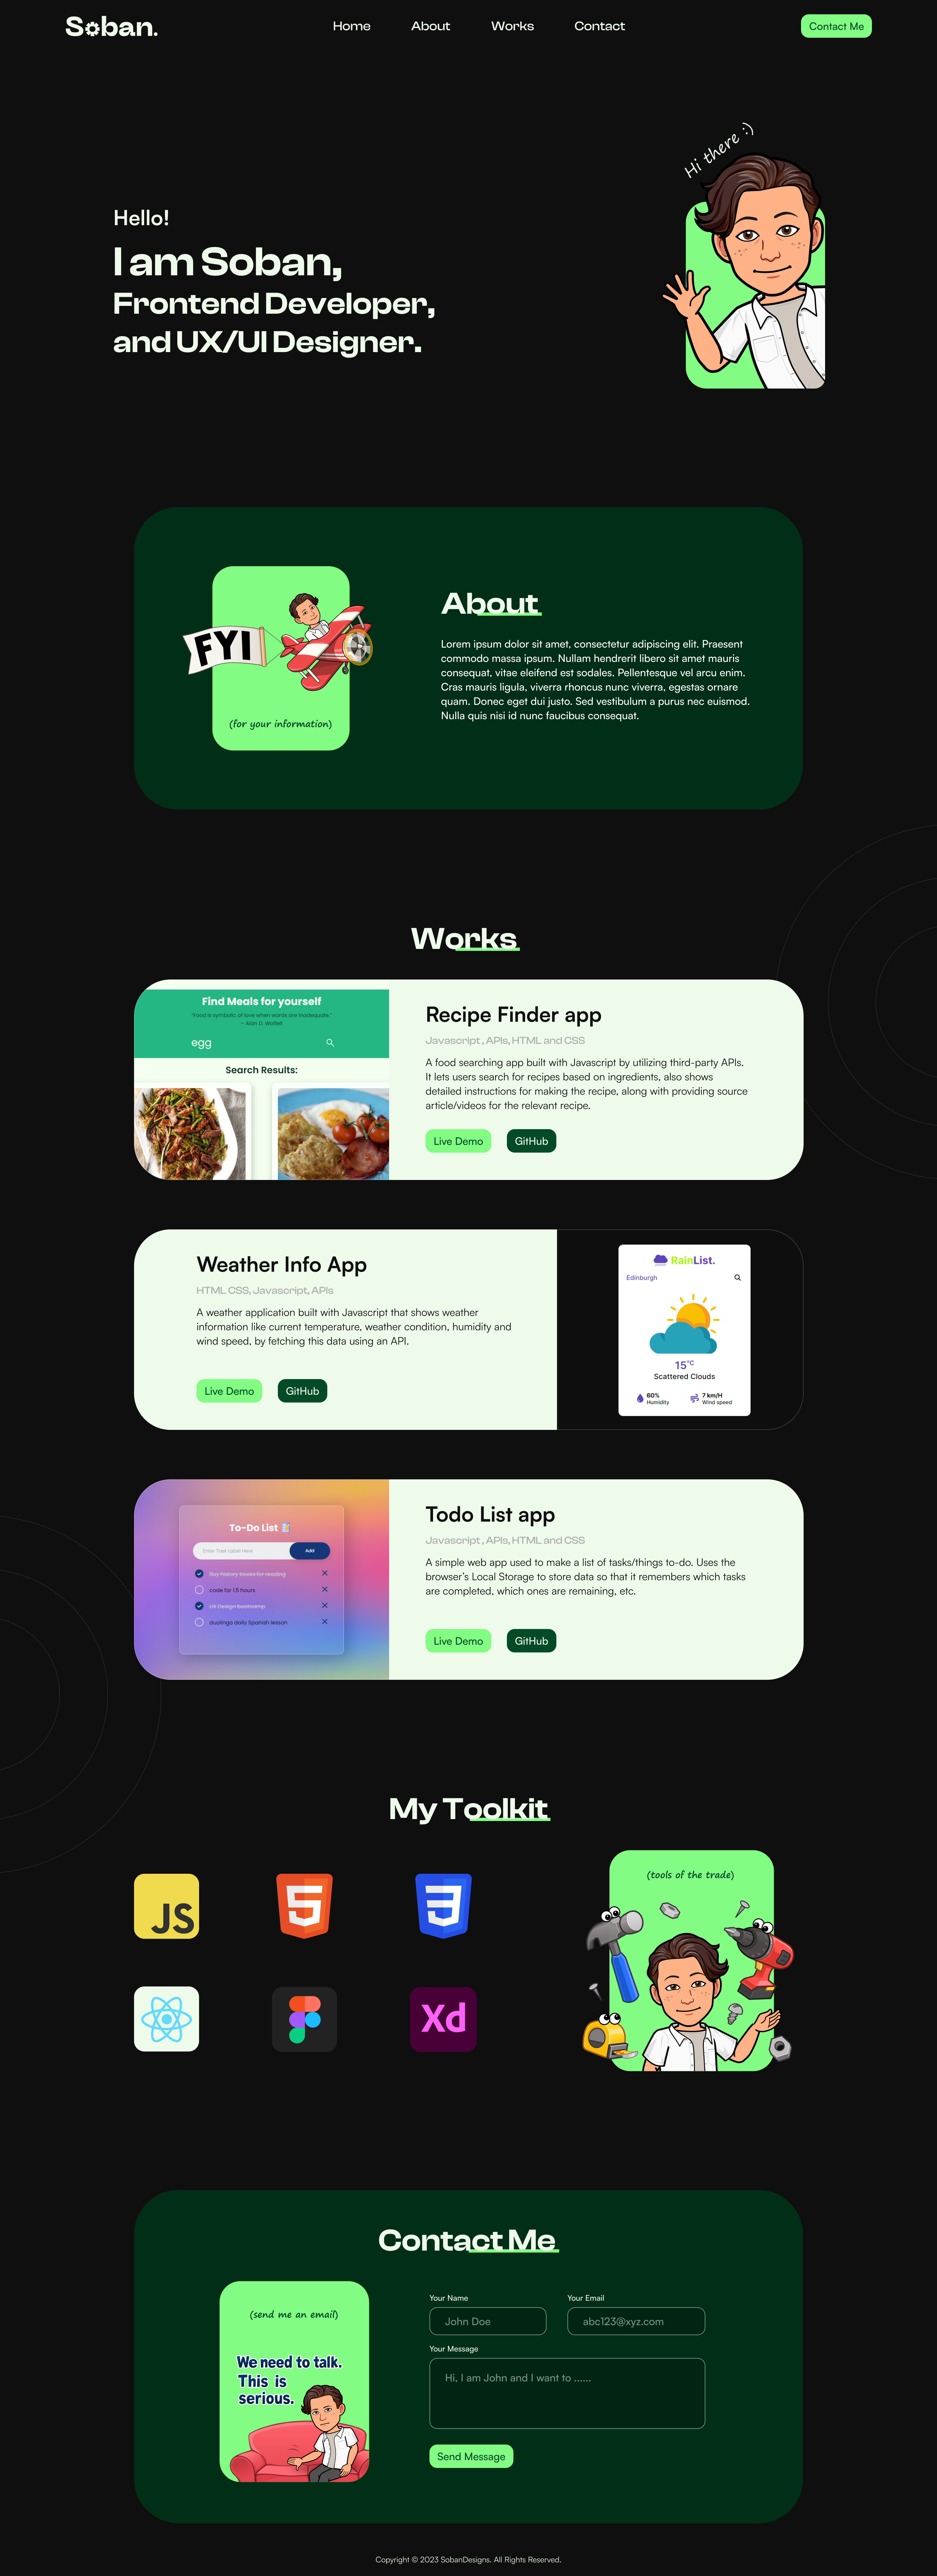 Soban.
Home
About
Works
Contact
Contact Me
Hi there :)
Hello!
I am Soban,
Frontend Developer,
and UX/UI Designer.
FYI
(for your information)
About
Lorem ipsum dolor sit amet, consectetur adipiscing elit. Praesent
commodo massa ipsum. Nullam hendrerit libero sit amet mauris
consequat, vitae eleifend est sodales. Pellentesque vel arcu enim.
Cras mauris ligula, viverra rhoncus nunc viverra, egestas ornare
quam. Donec eget dui justo. Sed vestibulum a purus nec euismod.
Nulla quis nisi id nunc faucibus consequat.
Works
Find Meals for yourself
"Food is symbolic of love when words are inadequate."
~ Alan D. Wolfelt
egg
Search Results:
Recipe Finder app
Javascript , APIs, HTML and CSS
A food searching app built with Javascript by utilizing third-party APIs.
It lets users search for recipes based on ingredients, also shows
detailed instructions for making the recipe, along with providing source
article/videos for the relevant recipe.
Live Demo
GitHub
Weather Info App
HTML CSS, Javascript, APIs
A weather application built with Javascript that shows weather
information like current temperature, weather condition, humidity and
wind speed, by fetching this data using an API.
Live Demo
GitHub
RainList.
Edinburgh
15°C
Scattered Clouds
60%
Humidity
7 km/H
Wind speed
To-Do List
Enter Task Label Here
Add
Buy history books for reading
code for 1.5 hours
UX Design bootcamp
duolingo daily Spanish lesson
Todo List app
Javascript , APIs, HTML and CSS
A simple web app used to make a list of tasks/things to-do. Uses the
browser's Local Storage to store data so that it remembers which tasks
are completed, which ones are remaining, etc.
Live Demo
GitHub
My Toolkit
JS
5
3
Xd
(tools of the trade)
Contact Me
(send me an email)
We need to talk.
This is
serious.
Your Name
John Doe
Your Email
abc123@xyz.com
Your Message
Hi, I am John and I want to ......
Send Message
Copyright © 2023 SobanDesigns. All Rights Reserved.